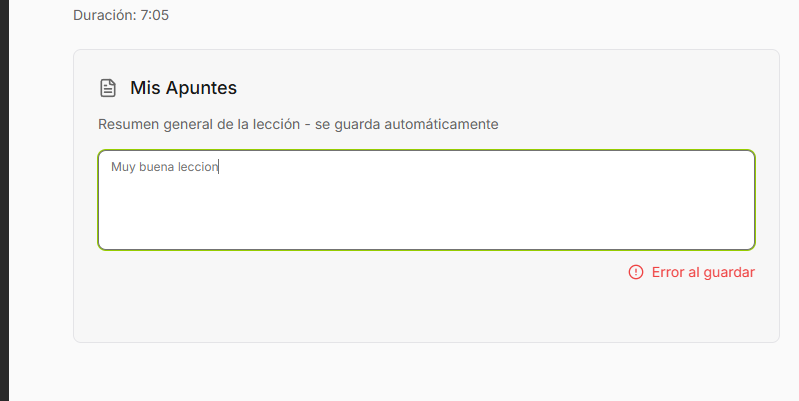 Duración: 7:05
Mis Apuntes
Resumen general de la lección - se guarda automáticamente
Muy buena leccion
Error al guardar